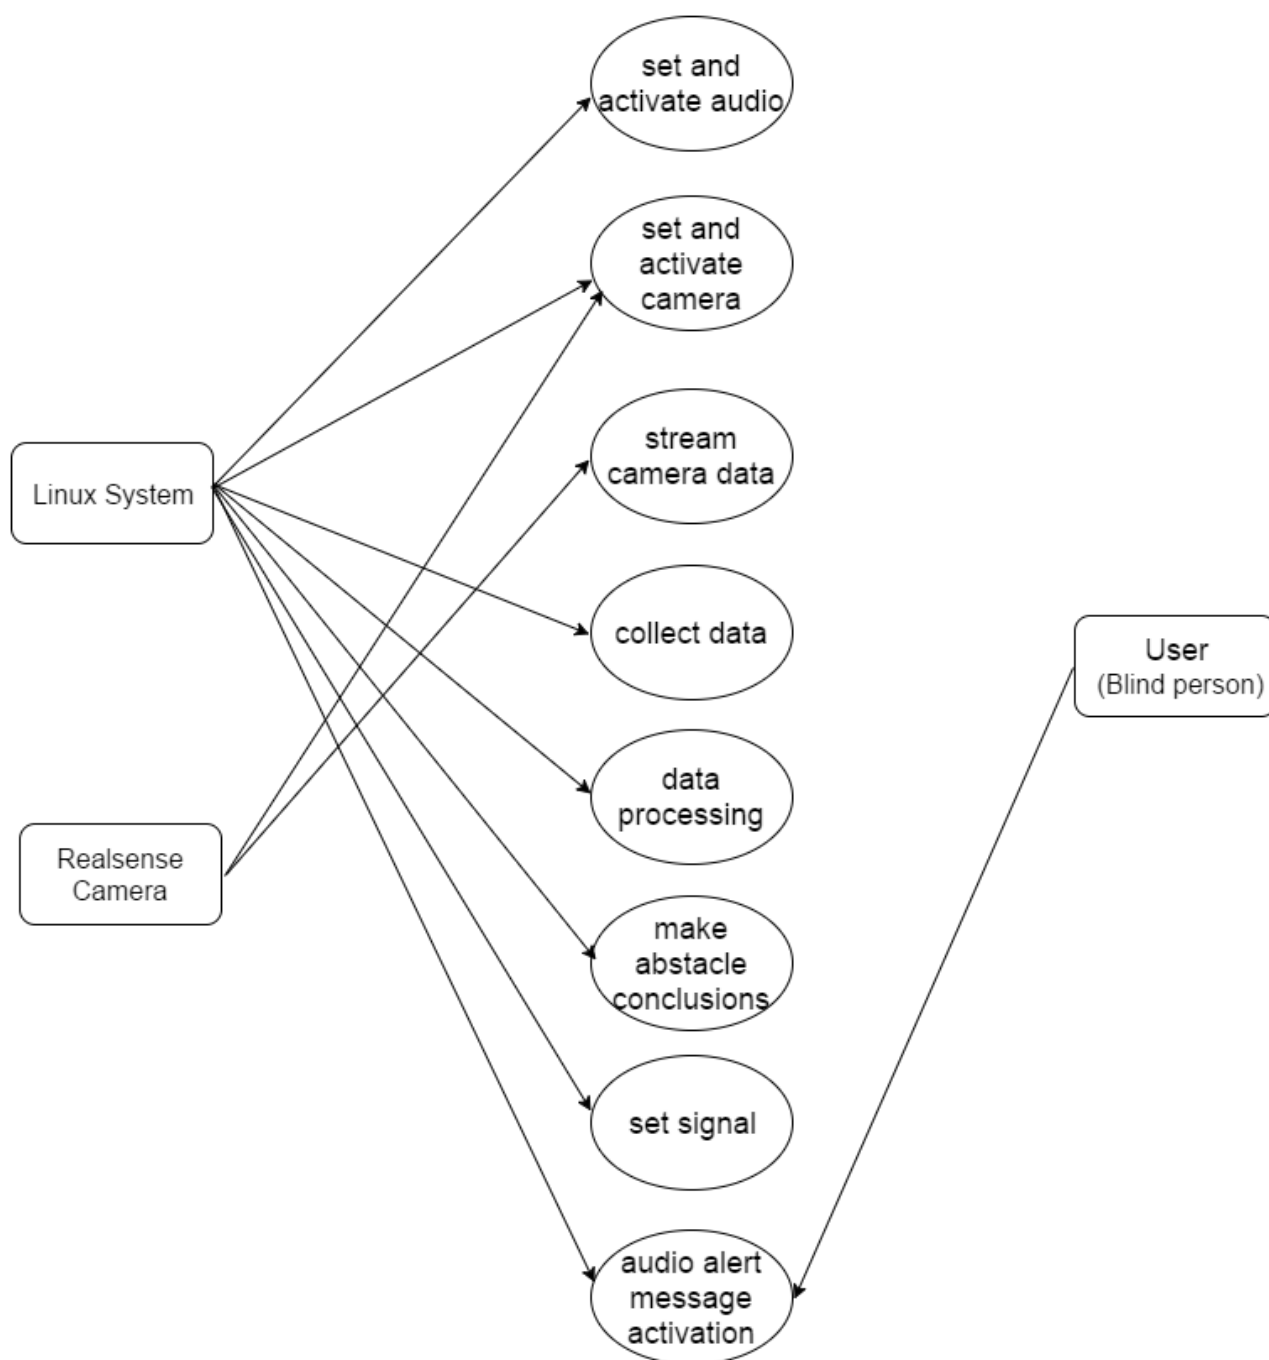 set and
activate audio
set and
activate
camera
stream
camera data
Linux System
collect data
User
(Blind person)
data
processing
Realsense
Camera
make
abstacle
conclusions
set signal
audio alert
message
activation